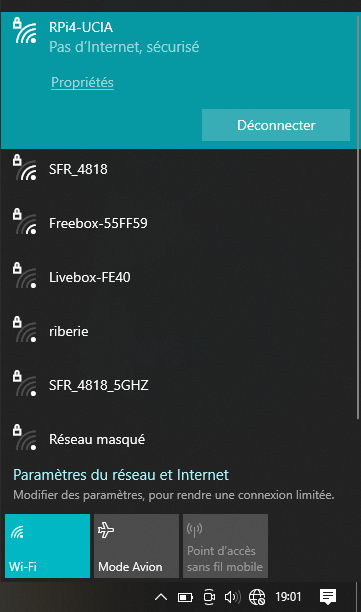 RPi4-UCIA
Pas d'Internet, sécurisé
Propriétés
Déconnecter
SFR_4818
Freebox-55FF59
Livebox-FE40
riberie
SFR_4818_5GHZ
Réseau masqué
Paramètres du réseau et Internet
Modifier des paramètres, pour rendre une connexion limitée.
Wi-Fi
Mode Avion
Point d'accès
sans fil mobile
19:01